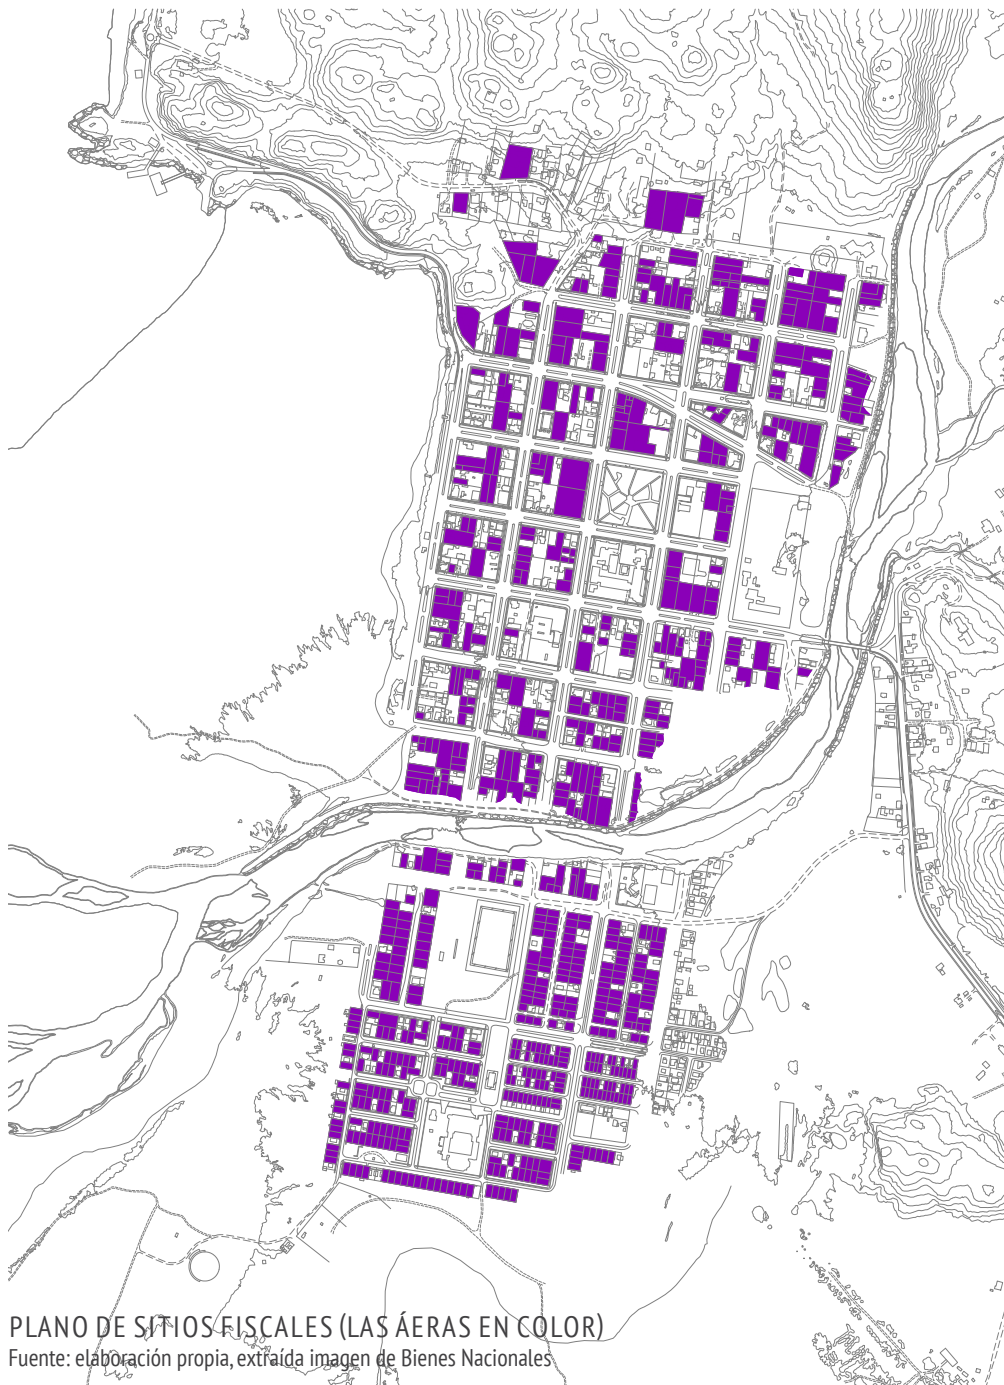 PLANO DE SITIOS FISCALES (LAS ÁERAS EN COLOR)
Fuente: elaboración propia, extraída imagen de Bienes Nacionales